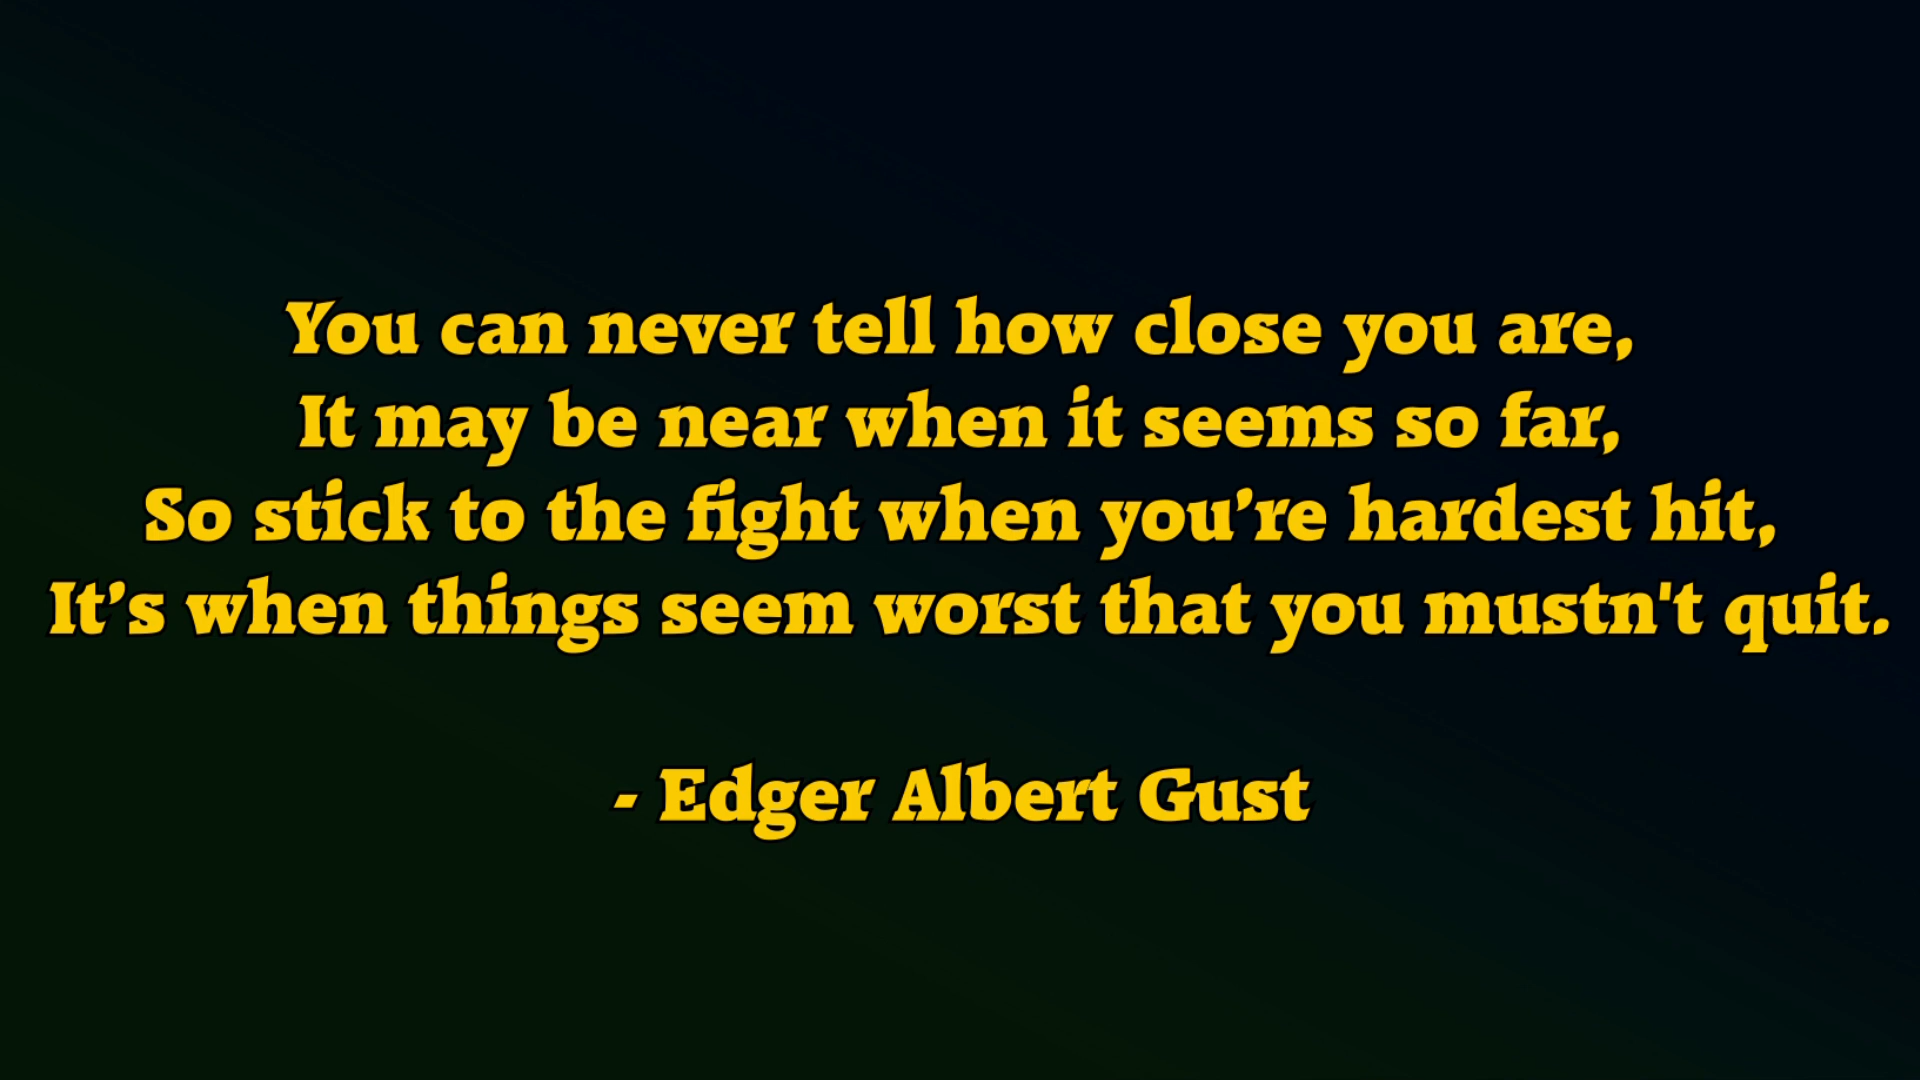 You can never tell how close you are,
It may be near when it seems so far,
So stick to the fight when you’re hardest hit,
It’s when things seem worst that you mustn't quit.
- Edger Albert Gust